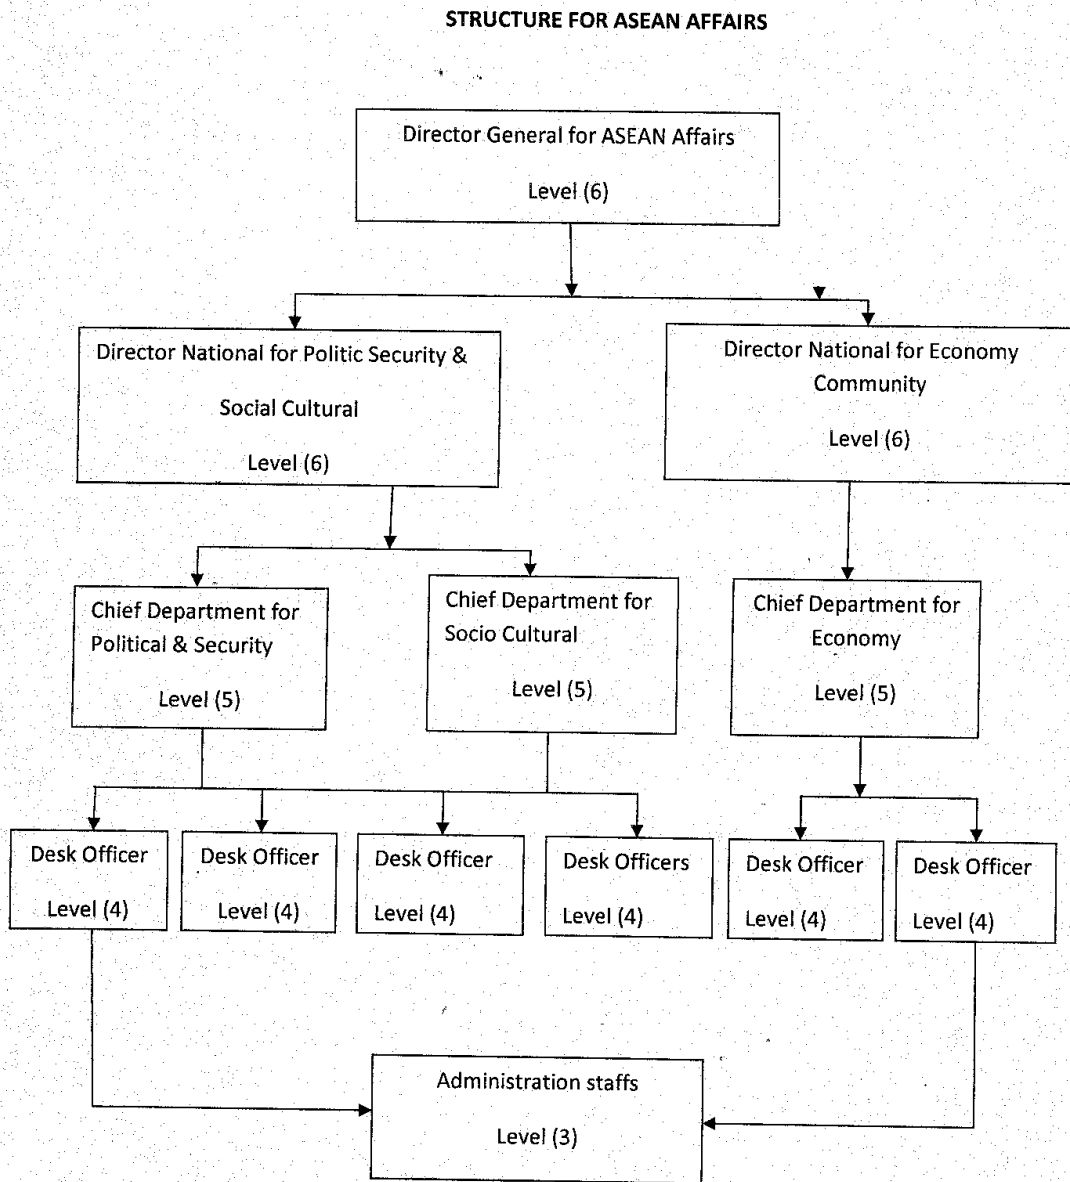 STRUCTURE FOR ASEAN AFFAIRS
Director General for ASEAN Affairs
Level (6)
Director National for Politic Security &
Social Cultural
Level (6)
Director National for Economy
Community
Level (6)
Chief Department for
Political & Security
Level (5)
Chief Department for
Socio Cultural
Level (5)
Chief Department for
Economy
Level (5)
Desk Officer
Level (4)
Desk Officer
Level (4)
Desk Officer
Level (4)
Desk Officers
Level (4)
Desk Officer
Level (4)
Desk Officer
Level (4)
Administration staffs
Level (3)